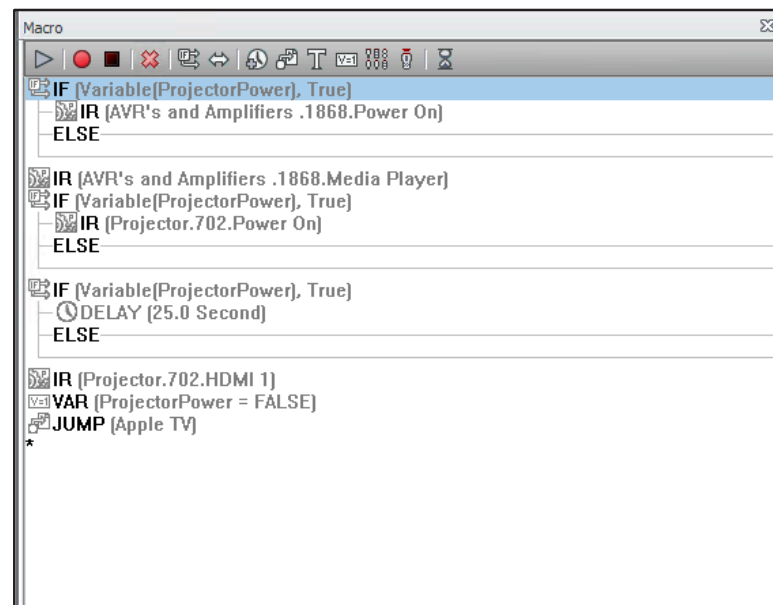 Macro
IF (Variable(ProjectorPower), True)
IR (AVR's and Amplifiers .1868.Power On)
ELSE
IR (AVR's and Amplifiers .1868.Media Player)
IF (Variable(ProjectorPower), True)
IR (Projector.702.Power On)
ELSE
IF (Variable(ProjectorPower), True)
DELAY (25.0 Second)
ELSE
IR (Projector.702.HDMI 1)
V=1 VAR (ProjectorPower = FALSE)
JUMP (Apple TV)
*